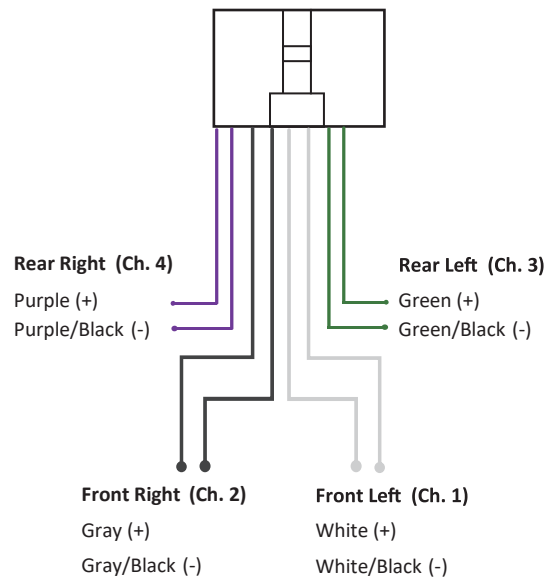 Rear Right (Ch. 4)
Purple (+)
Purple/Black (-)
Rear Left (Ch. 3)
Green (+)
Green/Black (-)
Front Right (Ch. 2)
Gray (+)
Gray/Black (-)
Front Left (Ch. 1)
White (+)
White/Black (-)